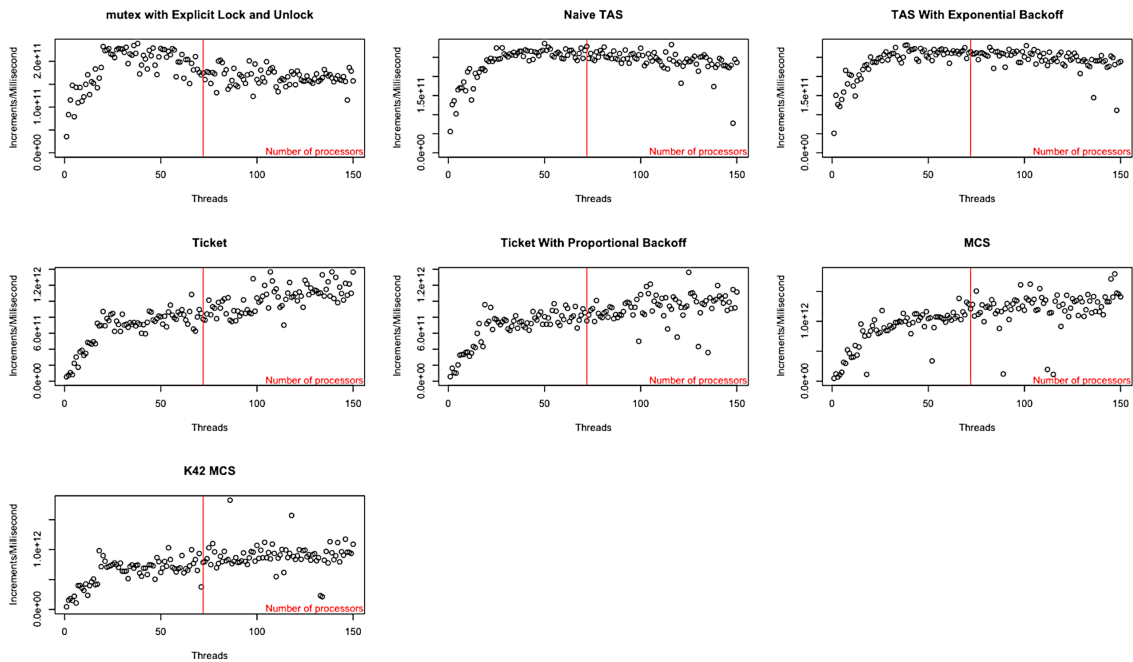 mutex with Explicit Lock and Unlock
Increments/Millisecond
0.0e+00 1.0e+11 2.0e+11
Number of processors
0 50 100 150
Threads
Naive TAS
Increments/Millisecond
0.0e+00 1.5e+11
Number of processors
0 50 100 150
Threads
TAS With Exponential Backoff
Increments/Millisecond
0.0e+00 1.5e+11
Number of processors
0 50 100 150
Threads
Ticket
Increments/Millisecond
0.0e+00 6.0e+11 1.2e+12
Number of processors
0 50 100 150
Threads
Ticket With Proportional Backoff
Increments/Millisecond
0.0e+00 6.0e+11 1.2e+12
Number of processors
0 50 100 150
Threads
MCS
Increments/Millisecond
0.0e+00 1.0e+12
Number of processors
0 50 100 150
Threads
K42 MCS
Increments/Millisecond
0.0e+00 1.0e+12
Number of processors
0 50 100 150
Threads